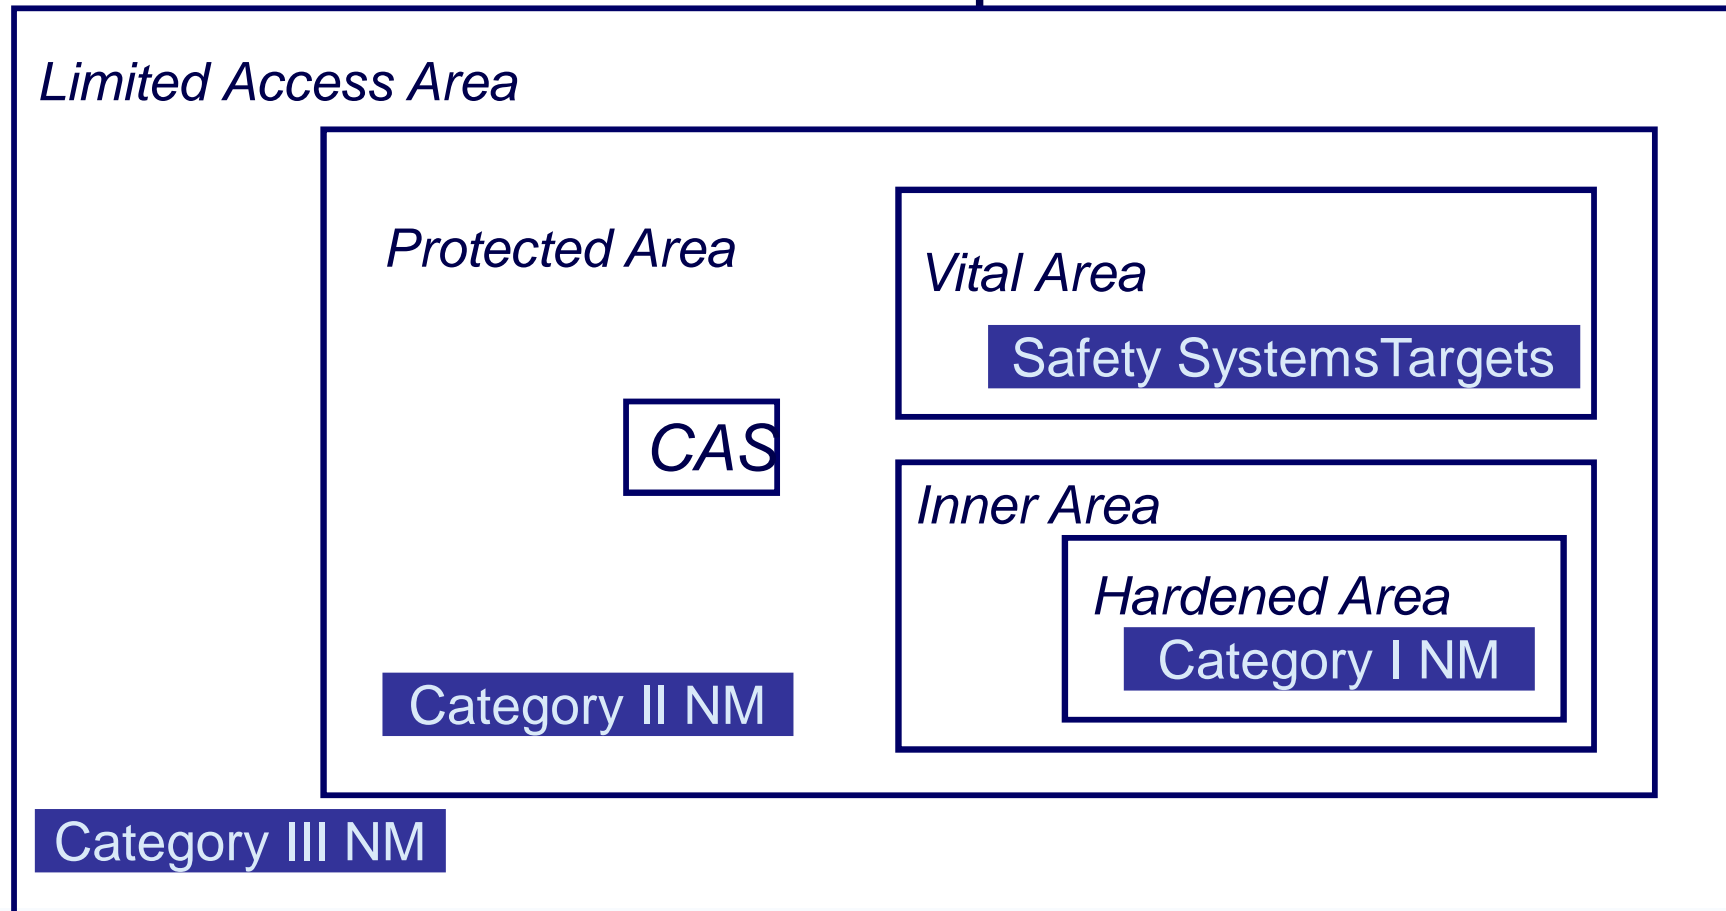 Limited Access Area
Protected Area
Vital Area
Safety SystemsTargets
CAS
Inner Area
Hardened Area
Category I NM
Category II NM
Category III NM